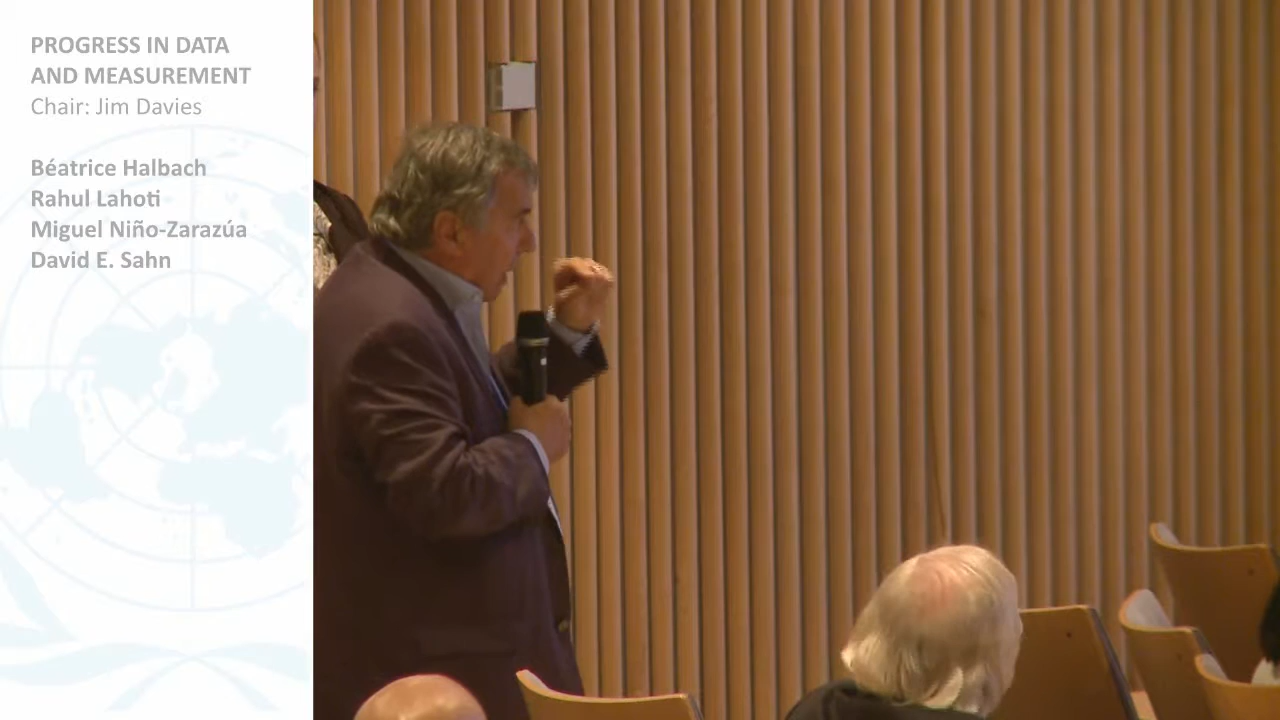 PROGRESS IN DATA
AND MEASUREMENT
Chair: Jim Davies
Béatrice Halbach
Rahul Lahoti
Miguel Niño-Zarazúa
David E. Sahn